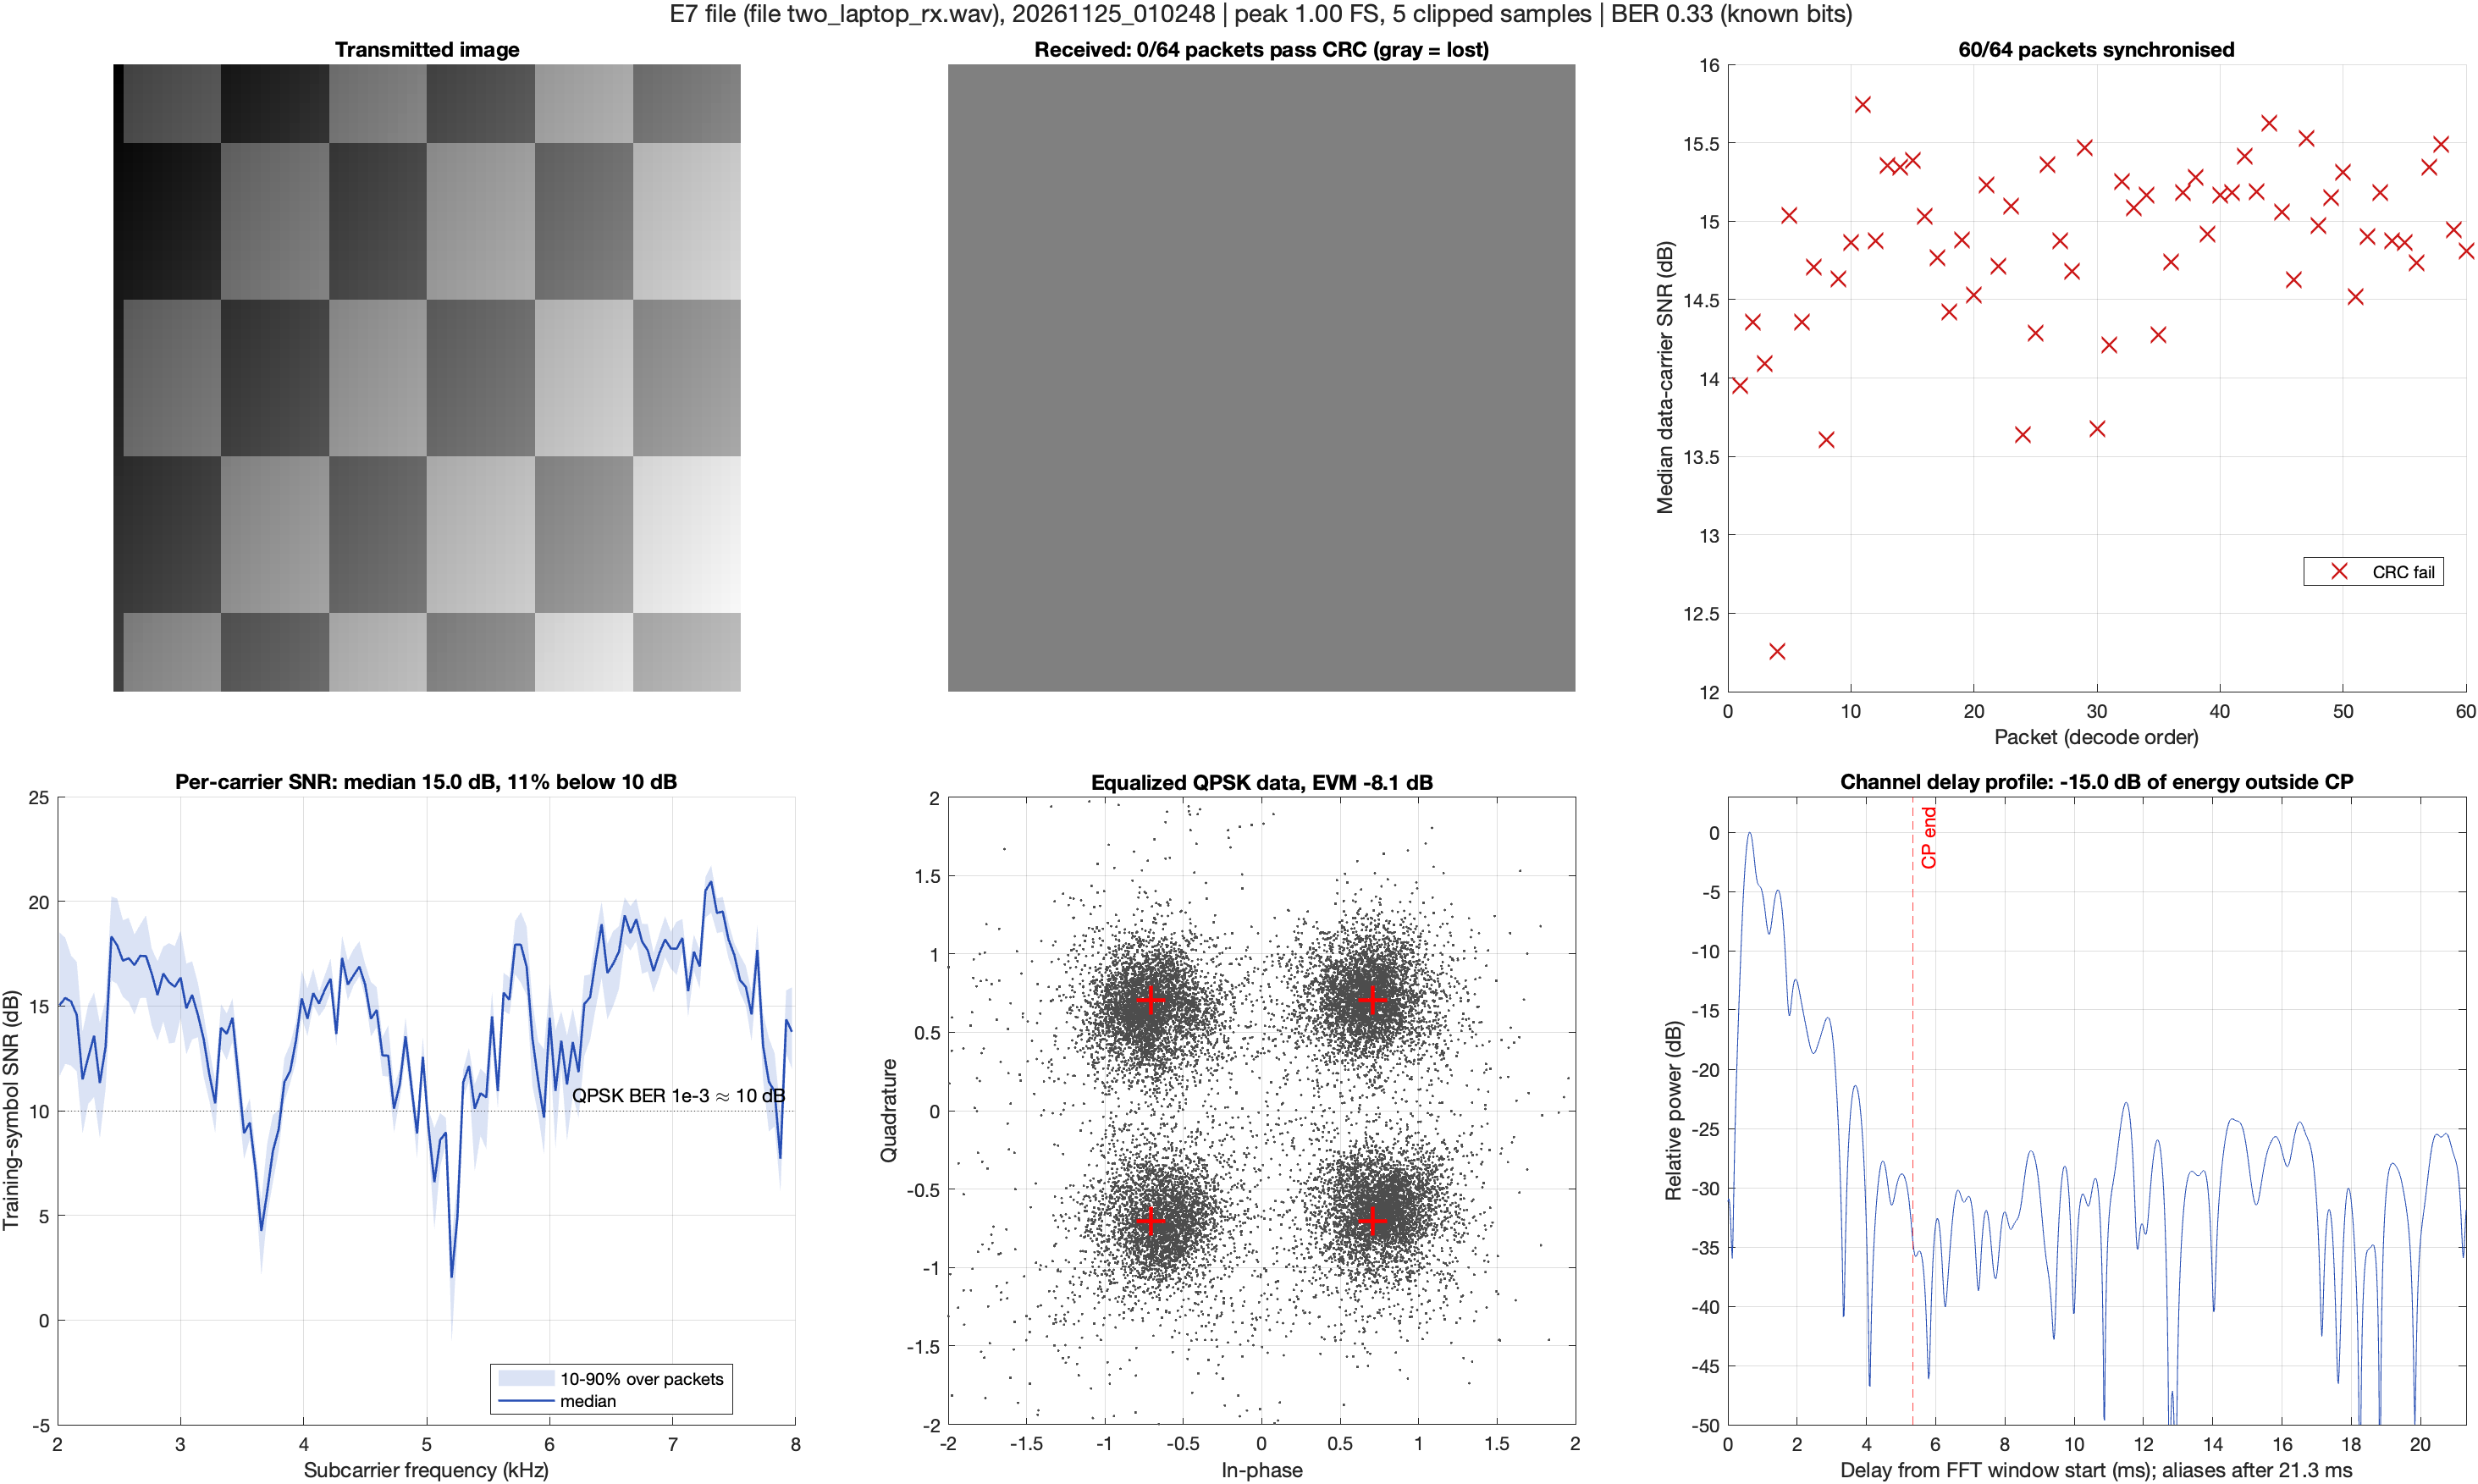 E7 file (file two_laptop_rx.wav), 20261125_010248 | peak 1.00 FS, 5 clipped samples | BER 0.33 (known bits)
Transmitted image
Received: 0/64 packets pass CRC (gray = lost)
60/64 packets synchronised
Median data-carrier SNR (dB)
16
15.5
15
14.5
14
13.5
13
12.5
12
0 10 20 30 40 50 60
Packet (decode order)
CRC fail
Per-carrier SNR: median 15.0 dB, 11% below 10 dB
Training-symbol SNR (dB)
25
20
15
10
5
0
-5
2 3 4 5 6 7 8
Subcarrier frequency (kHz)
QPSK BER 1e-3 ≈ 10 dB
10-90% over packets
median
Equalized QPSK data, EVM -8.1 dB
Quadrature
2
1.5
1
0.5
0
-0.5
-1
-1.5
-2
-2 -1.5 -1 -0.5 0 0.5 1 1.5 2
In-phase
Channel delay profile: -15.0 dB of energy outside CP
Relative power (dB)
0
-5
-10
-15
-20
-25
-30
-35
-40
-45
-50
0 2 4 6 8 10 12 14 16 18 20
Delay from FFT window start (ms); aliases after 21.3 ms
CP end